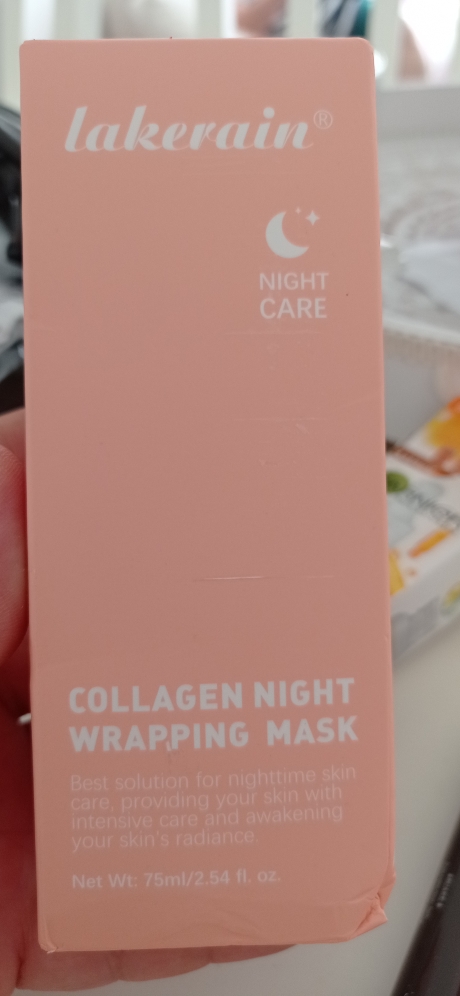 lakerain®
NIGHT
CARE
COLLAGEN NIGHT
WRAPPING MASK
Best solution for nighttime skin
care, providing your skin with
intensive care and awakening
your skin's radiance.
Net Wt: 75ml/2.54 fl. oz.